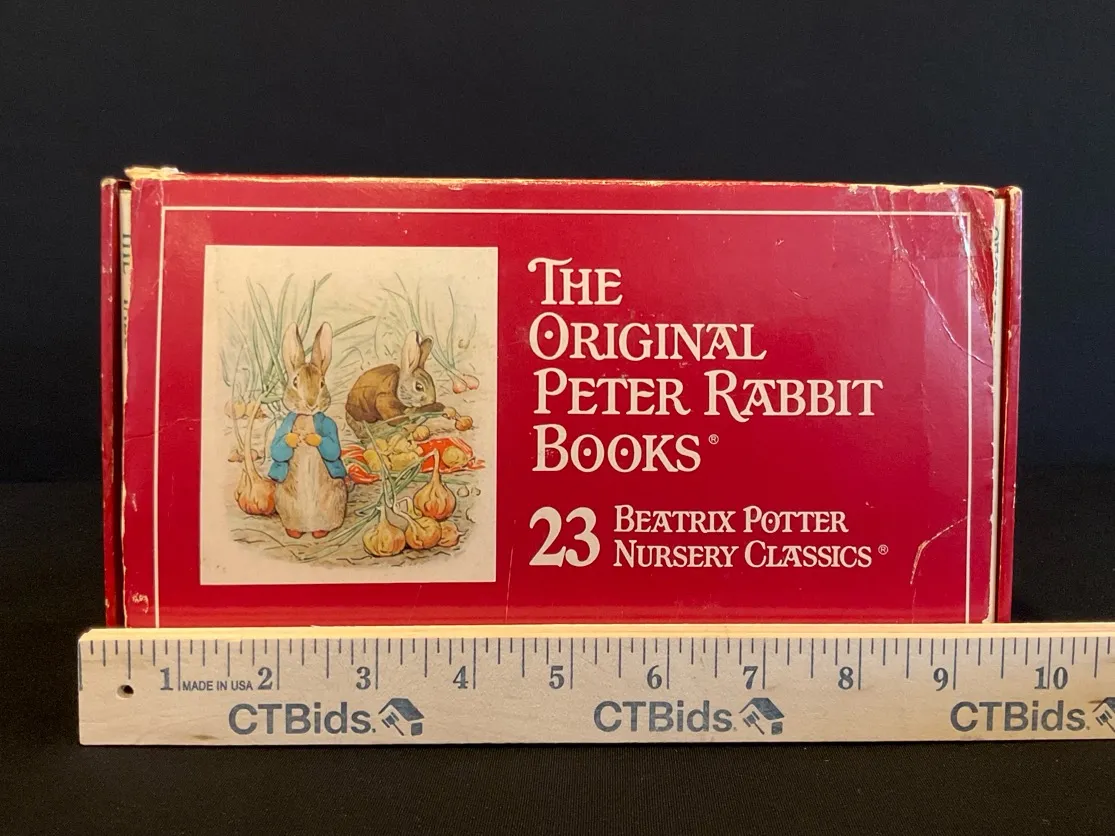 THE
ORIGINAL
PETER RABBIT
BOOKS®
23 BEATRIX POTTER
NURSERY CLASSICS®
1 MADE IN USA 2 3 4 5 6 7 8 9 10
CTBids. CTBids. CTBids.